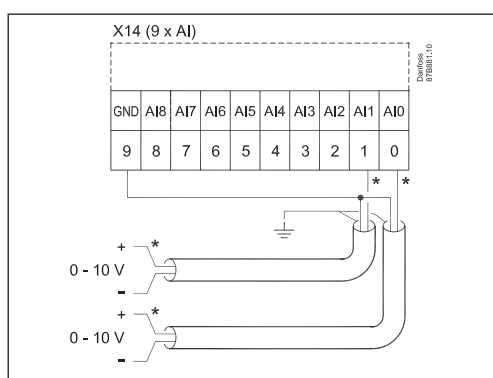 X14 (9 x AI)
Danfoss
87B881.10
GND AI8 AI7 AI6 AI5 AI4 AI3 AI2 AI1 AI0
9 8 7 6 5 4 3 2 1 0
* *
+ *
0 - 10 V
-
+ *
0 - 10 V
-